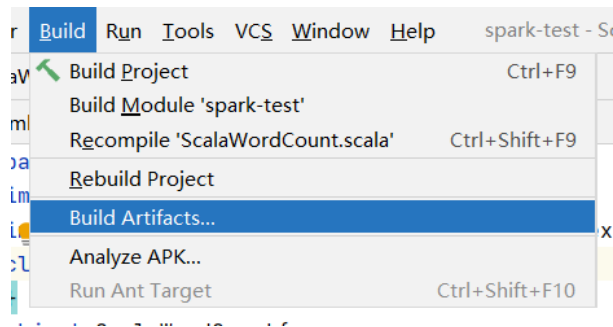 r Build Run Tools VCS Window Help spark-test - Sc
Build Project Ctrl+F9
Build Module 'spark-test'
Recompile 'ScalaWordCount.scala' Ctrl+Shift+F9
Rebuild Project
Build Artifacts...
Analyze APK...
Run Ant Target Ctrl+Shift+F10